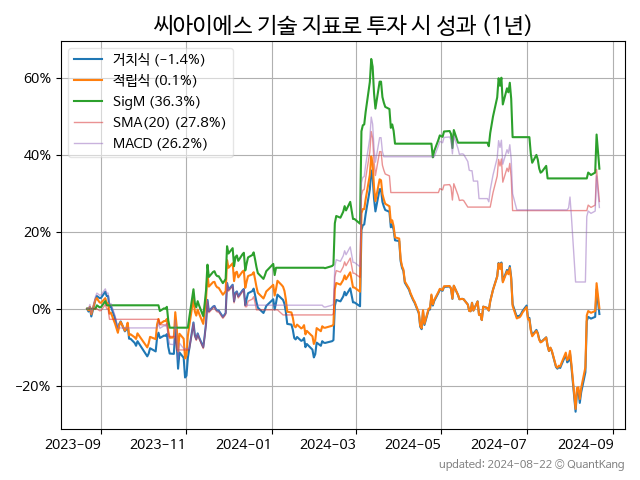 씨아이에스 기술 지표로 투자 시 성과 (1년)
거치식 (−1.4%)
적립식 (0.1%)
SigM (36.3%)
SMA(20) (27.8%)
MACD (26.2%)
60%
40%
20%
0%
−20%
2023-09 2023-11 2024-01 2024-03 2024-05 2024-07 2024-09
updated: 2024-08-22 © QuantKang